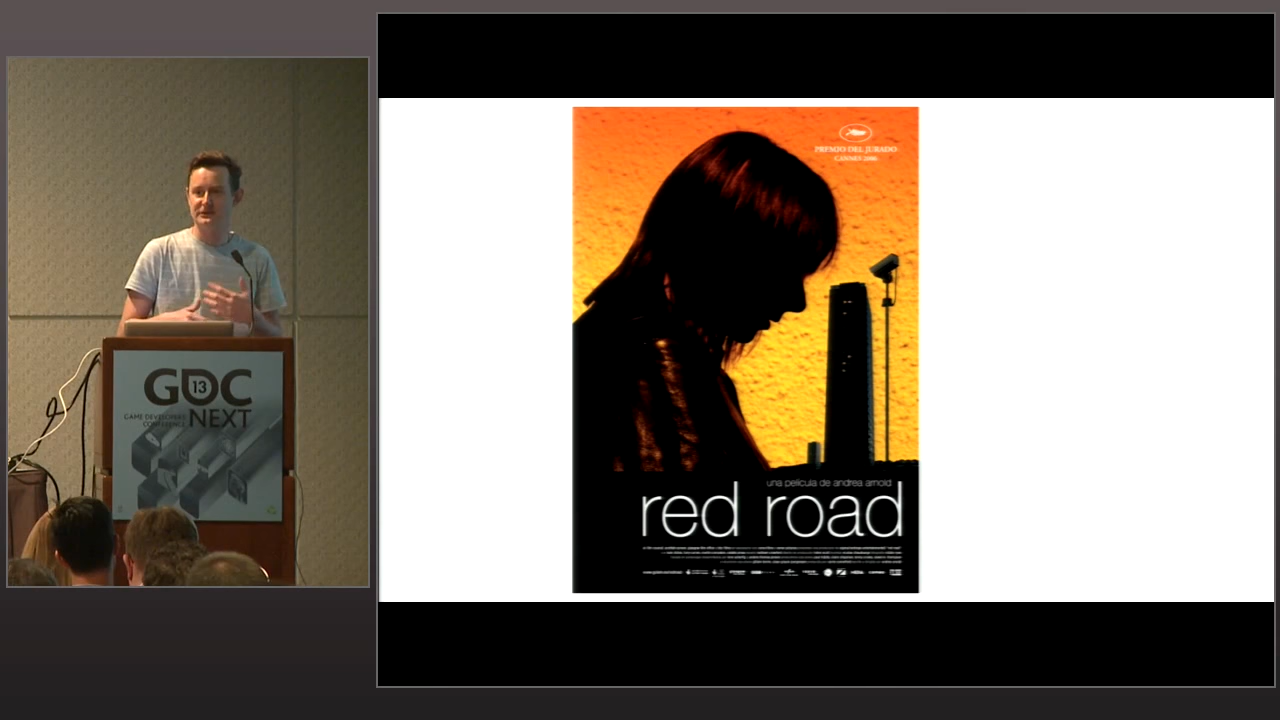 GDC
13
NEXT
GAME DEVELOPERS
CONFERENCE
PREMIO DEL JURADO
CANNES 2006
una película de andrea arnold
red road